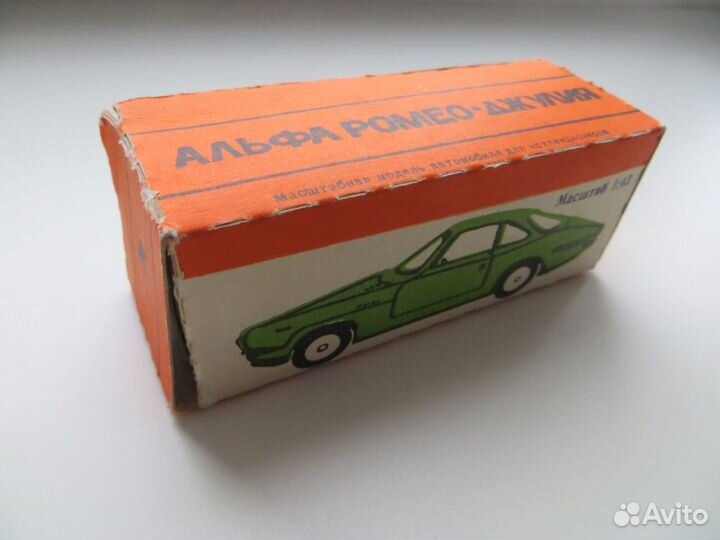 АЛЬФА РОМЕО-ДЖУЛИЯ
Масштабная модель автомобиля для коллекционеров
Масштаб 1:43
Avito